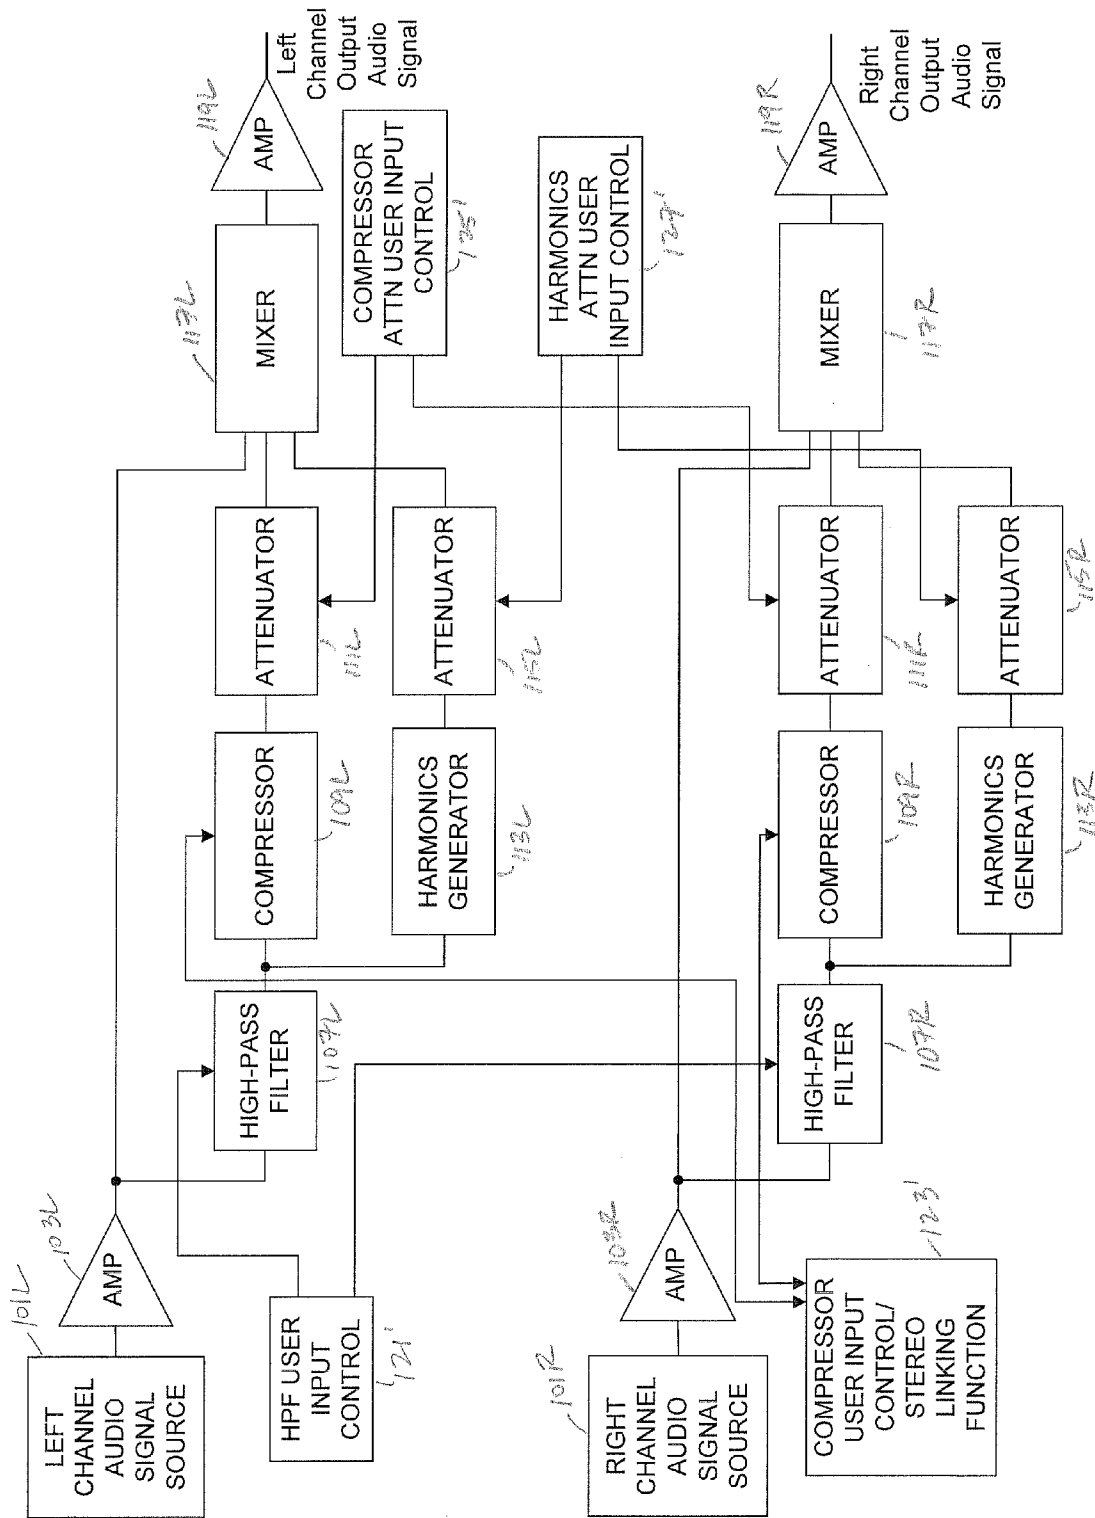 101L
LEFT
CHANNEL
AUDIO
SIGNAL
SOURCE
103L
AMP
HPF USER
INPUT
CONTROL
121'
107L
HIGH-PASS
FILTER
COMPRESSOR
109L
HARMONICS
GENERATOR
113L
ATTENUATOR
111L
ATTENUATOR
115L
117L
MIXER
119L
AMP
Left
Channel
Output
Audio
Signal
COMPRESSOR
ATTN USER INPUT
CONTROL
125'
HARMONICS
ATTN USER
INPUT CONTROL
127'
101R
RIGHT
CHANNEL
AUDIO
SIGNAL
SOURCE
103R
AMP
COMPRESSOR
USER INPUT
CONTROL/
STEREO
LINKING
FUNCTION
123'
HIGH-PASS
FILTER
107R
COMPRESSOR
109R
HARMONICS
GENERATOR
113R
ATTENUATOR
111R
ATTENUATOR
115R
MIXER
117R
119R
AMP
Right
Channel
Output
Audio
Signal